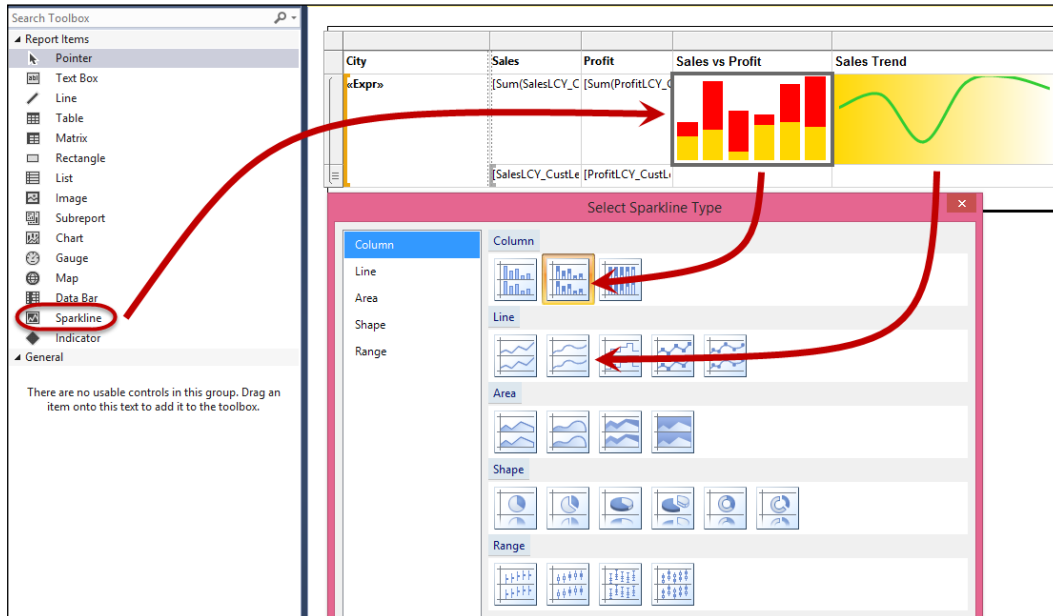 Search Toolbox
Report Items
Pointer
Text Box
Line
Table
Matrix
Rectangle
List
Image
Subreport
Chart
Gauge
Map
Data Bar
Sparkline
Indicator
General
There are no usable controls in this group. Drag an
item onto this text to add it to the toolbox.
City Sales Profit Sales vs Profit Sales Trend
«Expr» [Sum(SalesLCY_C [Sum(ProfitLCY_C
[SalesLCY_CustLe [ProfitLCY_CustL
Select Sparkline Type
Column
Line
Area
Shape
Range
Column
Line
Area
Shape
Range